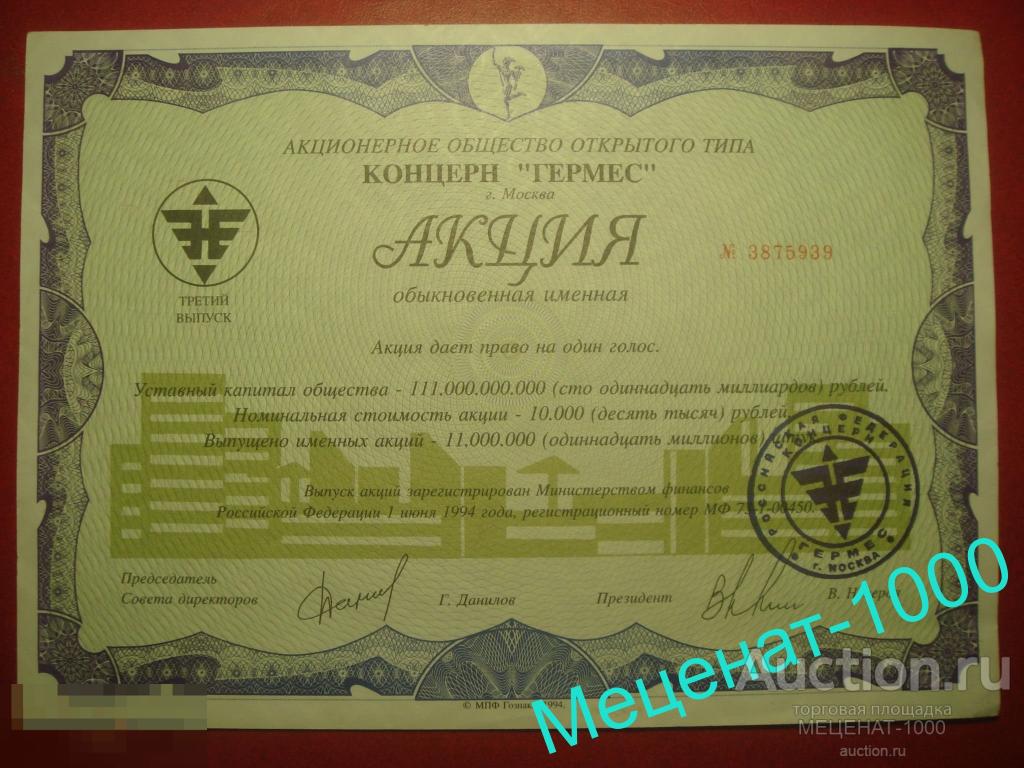 АКЦИОНЕРНОЕ ОБЩЕСТВО ОТКРЫТОГО ТИПА
КОНЦЕРН "ГЕРМЕС"
г. Москва
АКЦИЯ
№ 3875939
обыкновенная именная
ТРЕТИЙ
ВЫПУСК
Акция дает право на один голос.
Уставный капитал общества - 111.000.000.000 (сто одиннадцать миллиардов) рублей.
Номинальная стоимость акции - 10.000 (десять тысяч) рублей.
Выпущено именных акций - 11.000.000 (одиннадцать миллионов)
Выпуск акций зарегистрирован Министерством финансов
Российской Федерации 1 июня 1994 года, регистрационный номер МФ
РОССИЙСКАЯ ФЕДЕРАЦИЯ
КОНЦЕРН
ГЕРМЕС
г. МОСКВА
Председатель
Совета директоров
Г. Данилов
Президент
В.
© МПФ Гознак. 1994.
Меценат-1000
Auction.ru
торговая площадка
МЕЦЕНАТ-1000
auction.ru